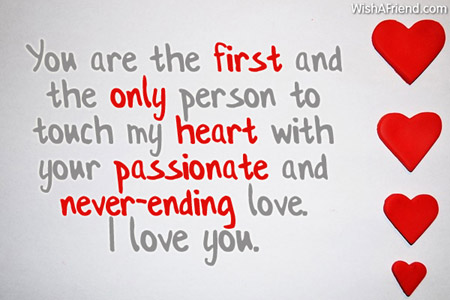 WishAFriend.com
You are the first and
the only person to
touch my heart with
your passionate and
never-ending love.
I love you.